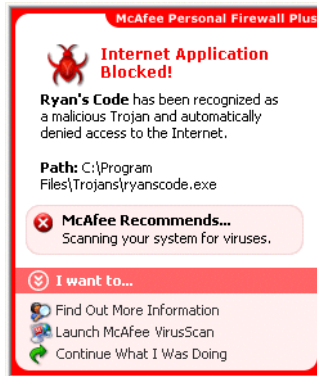 McAfee Personal Firewall Plus
Internet Application
Blocked!
Ryan's Code has been recognized as
a malicious Trojan and automatically
denied access to the Internet.
Path: C:\Program
Files\Trojans\ryanscode.exe
McAfee Recommends...
Scanning your system for viruses.
I want to...
Find Out More Information
Launch McAfee VirusScan
Continue What I Was Doing